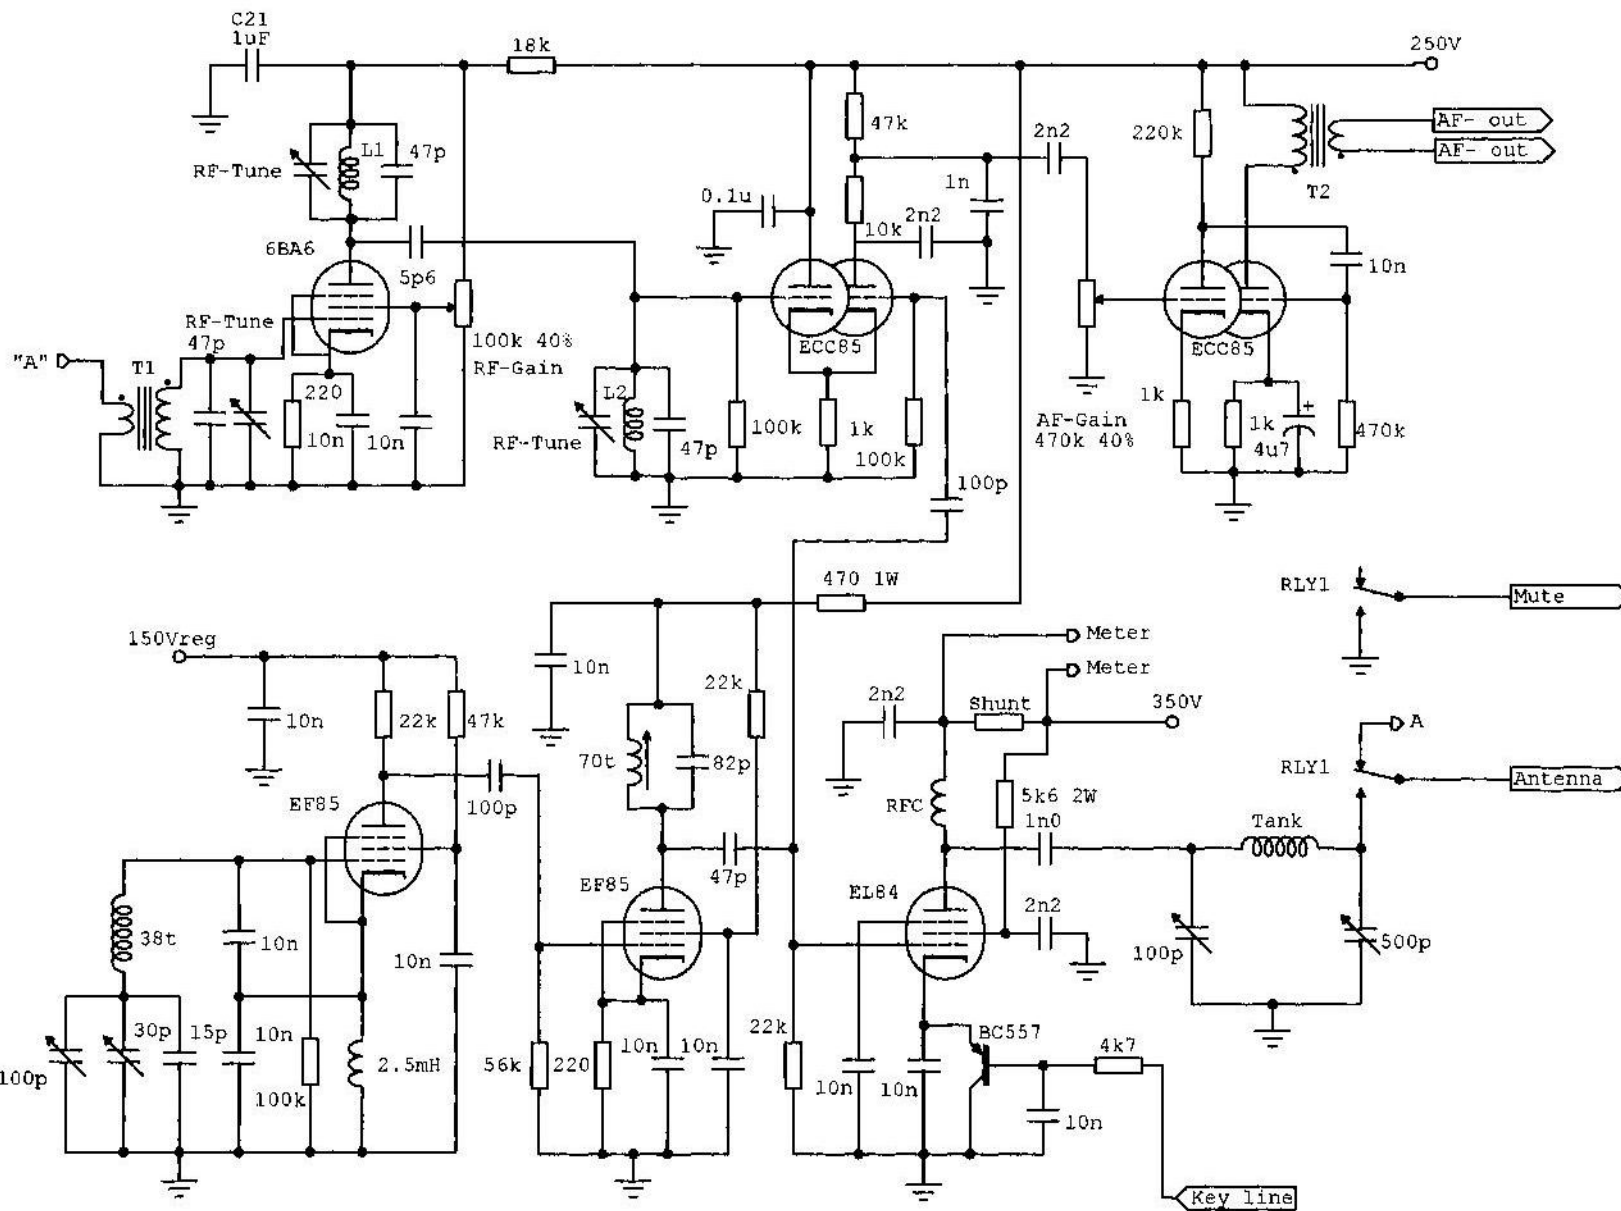 C21
1uF
18k
250V
L1
47p
RF-Tune
47k
2n2
220k
AF- out
AF- out
T2
0.1u
1n
10k
2n2
6BA6
5p6
10n
RF-Tune
47p
100k 40%
RF-Gain
ECC85
ECC85
"A"
T1
220
10n
10n
L2
RF-Tune
47p
100k
1k
100k
AF-Gain
470k 40%
1k
1k
+
4u7
470k
100p
470 1W
RLY1
Mute
150Vreg
10n
22k
47k
10n
22k
Meter
Meter
2n2
Shunt
350V
A
70t
82p
RFC
5k6 2W
1n0
RLY1
Antenna
Tank
EF85
100p
47p
EF85
EL84
2n2
38t
10n
10n
100p
500p
30p
15p
10n
100p
100k
2.5mH
56k
220
10n
10n
22k
10n
10n
BC557
4k7
10n
Key line